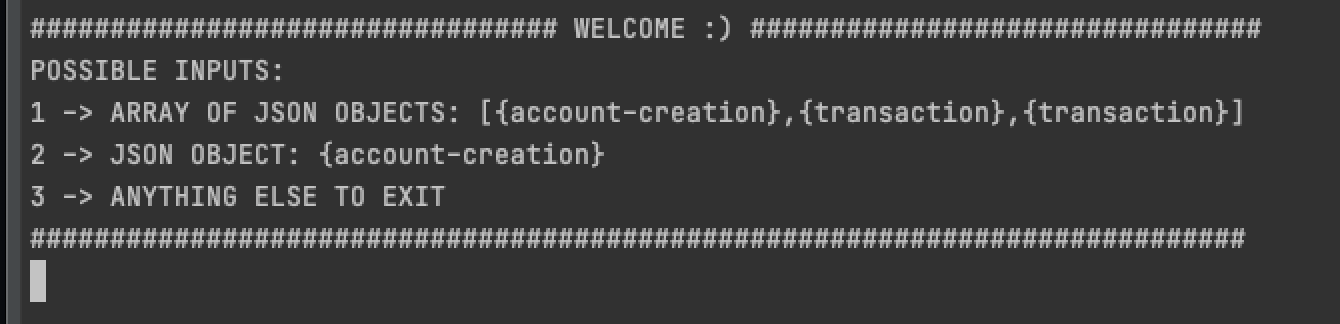 ################################# WELCOME :) ################################
POSSIBLE INPUTS:
1 -> ARRAY OF JSON OBJECTS: [{account-creation},{transaction},{transaction}]
2 -> JSON OBJECT: {account-creation}
3 -> ANYTHING ELSE TO EXIT
############################################################################